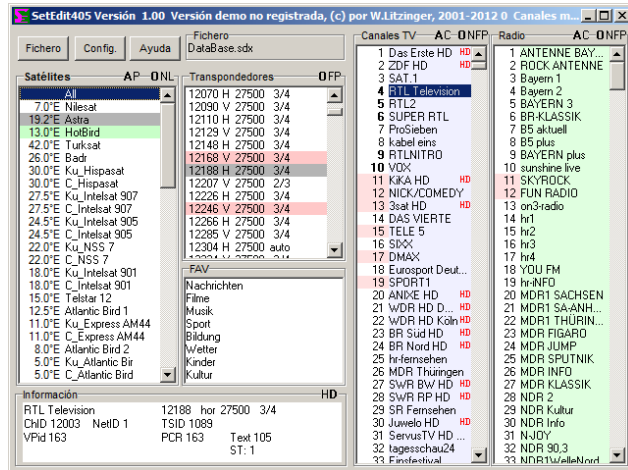 SetEdit405 Versión 1.00 Versión demo no registrada, (c) por W.Litzinger, 2001-2012 0 Canales m...
Fichero Config. Ayuda
Fichero
DataBase.sdx
Satélites A P O N L
All
7.0°E Nilesat
19.2°E Astra
13.0°E HotBird
42.0°E Turksat
26.0°E Badr
30.0°E Ku_Hispasat
30.0°E C_Hispasat
27.5°E Ku_Intelsat 907
27.5°E C_Intelsat 907
24.5°E Ku_Intelsat 905
24.5°E C_Intelsat 905
22.0°E Ku_NSS 7
22.0°E C_NSS 7
18.0°E Ku_Intelsat 901
18.0°E C_Intelsat 901
15.0°E Telstar 12
12.5°E Atlantic Bird 1
11.0°E Ku_Express AM44
11.0°E C_Express AM44
8.0°E Atlantic Bird 2
5.0°E Ku_Atlantic Bir
5.0°E C_Atlantic Bird
Transpondedores O F P
12070 H 27500 3/4
12090 V 27500 3/4
12110 H 27500 3/4
12129 V 27500 3/4
12148 H 27500 3/4
12168 V 27500 3/4
12188 H 27500 3/4
12207 V 27500 2/3
12226 H 27500 3/4
12246 V 27500 3/4
12266 H 27500 3/4
12285 V 27500 3/4
12304 H 27500 auto
12324 V 27500 3/4
FAV
Nachrichten
Filme
Musik
Sport
Bildung
Wetter
Kinder
Kultur
Información HD
RTL Television 12188 hor 27500 3/4
ChID 12003 NetID 1 TSID 1089
VPid 163 PCR 163 Text 105
ST: 1
Canales TV A C O N F P
1 Das Erste HD HD
2 ZDF HD HD
3 SAT.1
4 RTL Television
5 RTL2
6 SUPER RTL
7 ProSieben
8 kabel eins
9 RTLNITRO
10 VOX
11 KiKA HD HD
12 NICK/COMEDY
13 3sat HD HD
14 DAS VIERTE
15 TELE 5
16 SIXX
17 DMAX
18 Eurosport Deut...
19 SPORT1
20 ANIXE HD HD
21 WDR HD D... HD
22 WDR HD Köln HD
23 BR Süd HD HD
24 BR Nord HD HD
25 hr-fernsehen
26 MDR Thüringen
27 SWR BW HD HD
28 SWR RP HD HD
29 SR Fernsehen
30 Juwelo HD HD
31 ServusTV HD ...
32 tagesschau24
33 Einsfestival
Radio A C O N F P
1 ANTENNE BAY...
2 ROCK ANTENNE
3 Bayern 1
4 Bayern 2
5 BAYERN 3
6 BR-KLASSIK
7 B5 aktuell
8 B5 plus
9 BAYERN plus
10 sunshine live
11 SKYROCK
12 FUN RADIO
13 on3-radio
14 hr1
15 hr2
16 hr3
17 hr4
18 YOU FM
19 hr-iNFO
20 MDR1 SACHSEN
21 MDR1 SA-ANH...
22 MDR1 THÜRIN...
23 MDR FIGARO
24 MDR JUMP
25 MDR SPUTNIK
26 MDR INFO
27 MDR KLASSIK
28 NDR 2
29 NDR Kultur
30 NDR Info
31 N-JOY
32 NDR 90,3
33 NDR1WelleNord